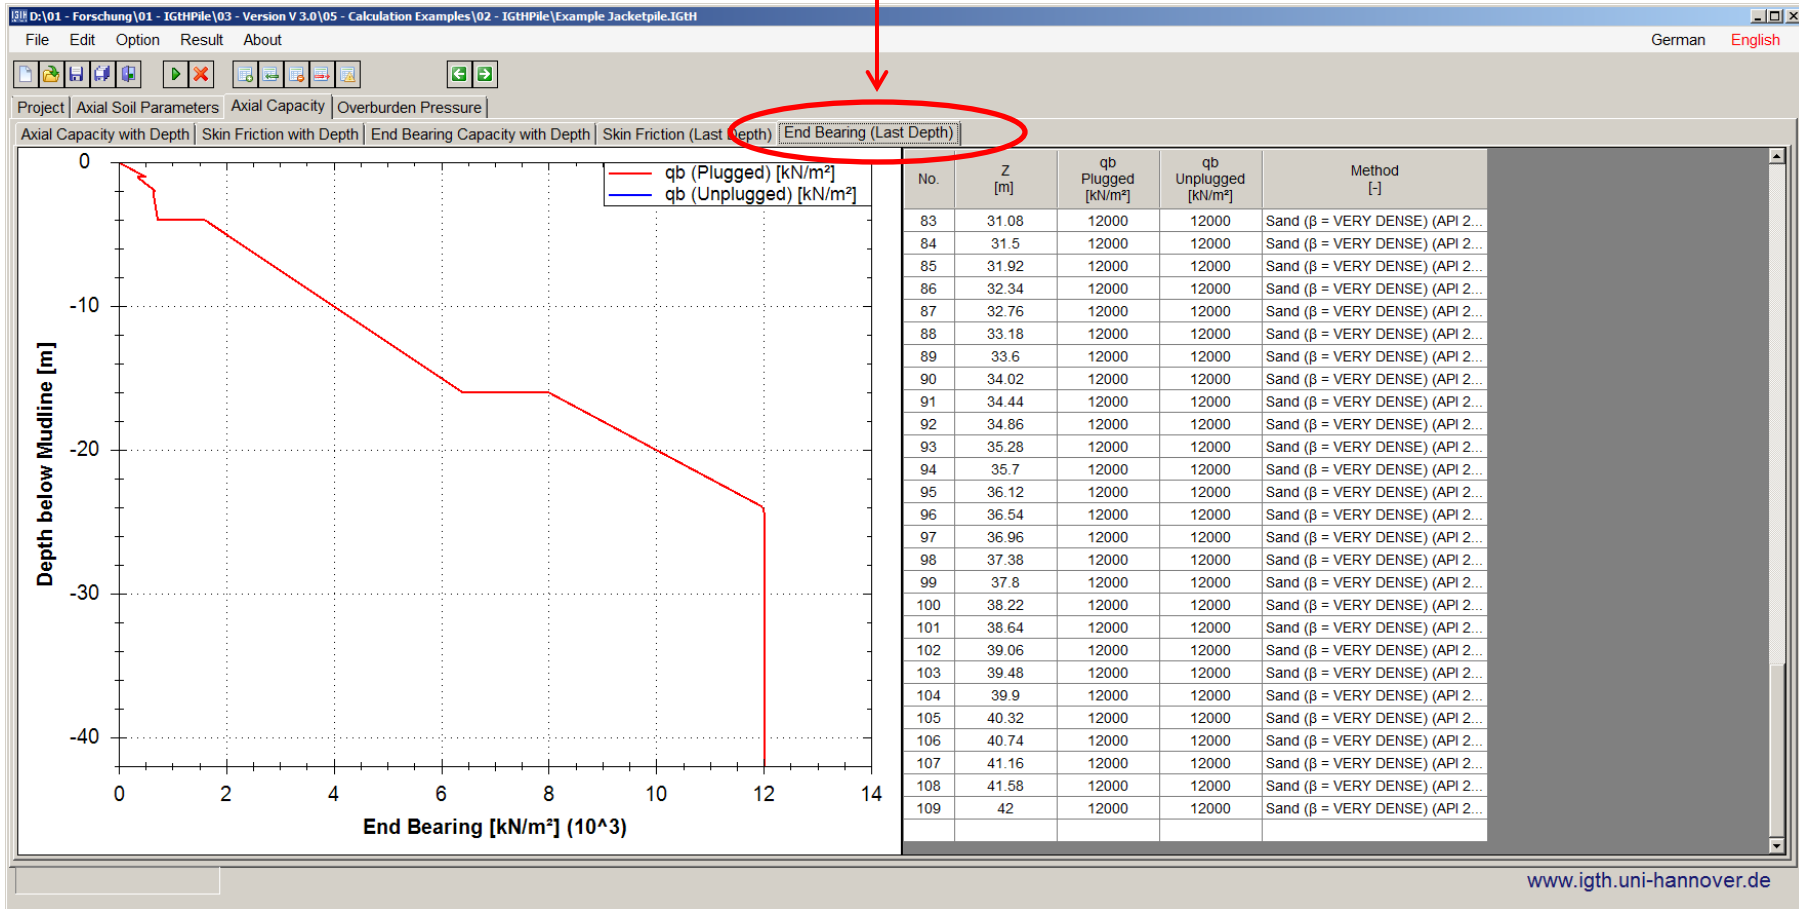 D:\01 - Forschung\01 - IGtHPile\03 - Version V 3.0\05 - Calculation Examples\02 - IGtHPile\Example Jacketpile.IGtH
File Edit Option Result About German English
Project Axial Soil Parameters Axial Capacity Overburden Pressure
Axial Capacity with Depth Skin Friction with Depth End Bearing Capacity with Depth Skin Friction (Last Depth) End Bearing (Last Depth)
qb (Plugged) [kN/m²]
qb (Unplugged) [kN/m²]
0
-10
-20
-30
-40
Depth below Mudline [m]
0 2 4 6 8 10 12 14
End Bearing [kN/m²] (10^3)
No. Z [m] qb Plugged [kN/m²] qb Unplugged [kN/m²] Method [-]
83 31.08 12000 12000 Sand (β = VERY DENSE) (API 2...
84 31.5 12000 12000 Sand (β = VERY DENSE) (API 2...
85 31.92 12000 12000 Sand (β = VERY DENSE) (API 2...
86 32.34 12000 12000 Sand (β = VERY DENSE) (API 2...
87 32.76 12000 12000 Sand (β = VERY DENSE) (API 2...
88 33.18 12000 12000 Sand (β = VERY DENSE) (API 2...
89 33.6 12000 12000 Sand (β = VERY DENSE) (API 2...
90 34.02 12000 12000 Sand (β = VERY DENSE) (API 2...
91 34.44 12000 12000 Sand (β = VERY DENSE) (API 2...
92 34.86 12000 12000 Sand (β = VERY DENSE) (API 2...
93 35.28 12000 12000 Sand (β = VERY DENSE) (API 2...
94 35.7 12000 12000 Sand (β = VERY DENSE) (API 2...
95 36.12 12000 12000 Sand (β = VERY DENSE) (API 2...
96 36.54 12000 12000 Sand (β = VERY DENSE) (API 2...
97 36.96 12000 12000 Sand (β = VERY DENSE) (API 2...
98 37.38 12000 12000 Sand (β = VERY DENSE) (API 2...
99 37.8 12000 12000 Sand (β = VERY DENSE) (API 2...
100 38.22 12000 12000 Sand (β = VERY DENSE) (API 2...
101 38.64 12000 12000 Sand (β = VERY DENSE) (API 2...
102 39.06 12000 12000 Sand (β = VERY DENSE) (API 2...
103 39.48 12000 12000 Sand (β = VERY DENSE) (API 2...
104 39.9 12000 12000 Sand (β = VERY DENSE) (API 2...
105 40.32 12000 12000 Sand (β = VERY DENSE) (API 2...
106 40.74 12000 12000 Sand (β = VERY DENSE) (API 2...
107 41.16 12000 12000 Sand (β = VERY DENSE) (API 2...
108 41.58 12000 12000 Sand (β = VERY DENSE) (API 2...
109 42 12000 12000 Sand (β = VERY DENSE) (API 2...
www.igth.uni-hannover.de